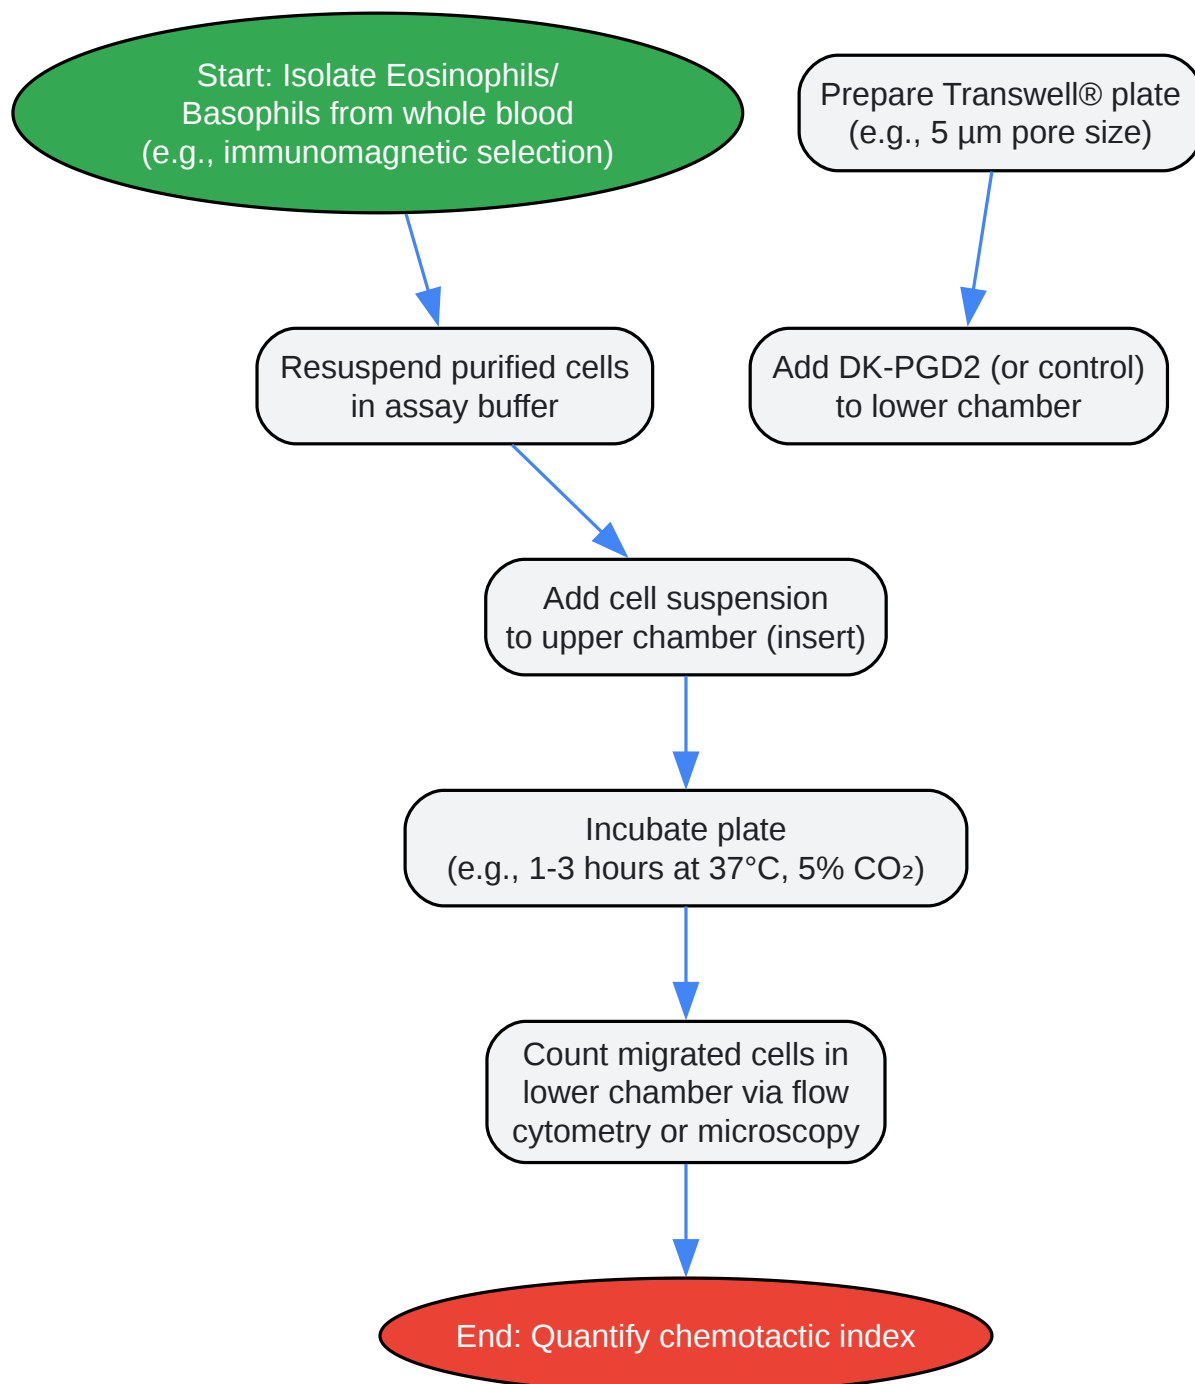 Start: Isolate Eosinophils/
Basophils from whole blood
(e.g., immunomagnetic selection)
Prepare Transwell® plate
(e.g., 5 µm pore size)
Resuspend purified cells
in assay buffer
Add DK-PGD2 (or control)
to lower chamber
Add cell suspension
to upper chamber (insert)
Incubate plate
(e.g., 1-3 hours at 37°C, 5% CO₂)
Count migrated cells in
lower chamber via flow
cytometry or microscopy
End: Quantify chemotactic index